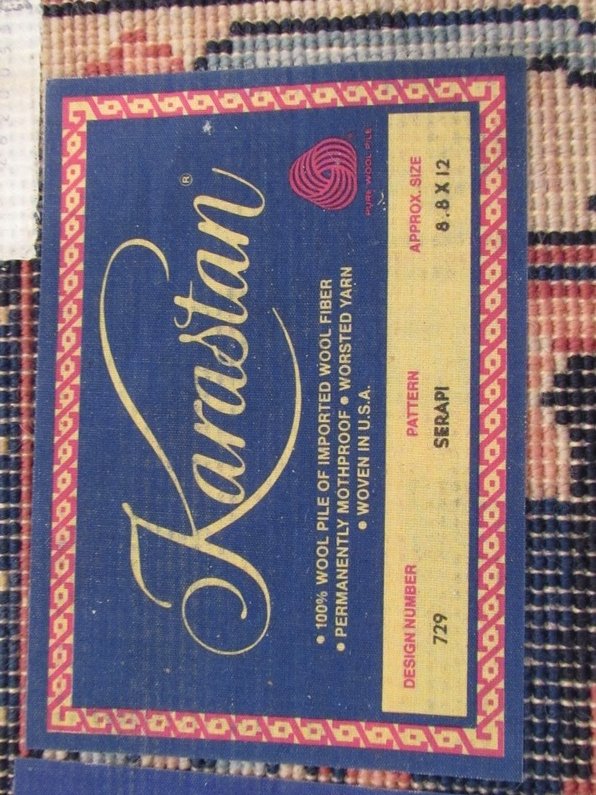 Karastan®
PURE WOOL PILE
• 100% WOOL PILE OF IMPORTED WOOL FIBER
• PERMANENTLY MOTHPROOF • WORSTED YARN
• WOVEN IN U.S.A.
DESIGN NUMBER PATTERN APPROX. SIZE
729 SERAPI 8.8 X 12